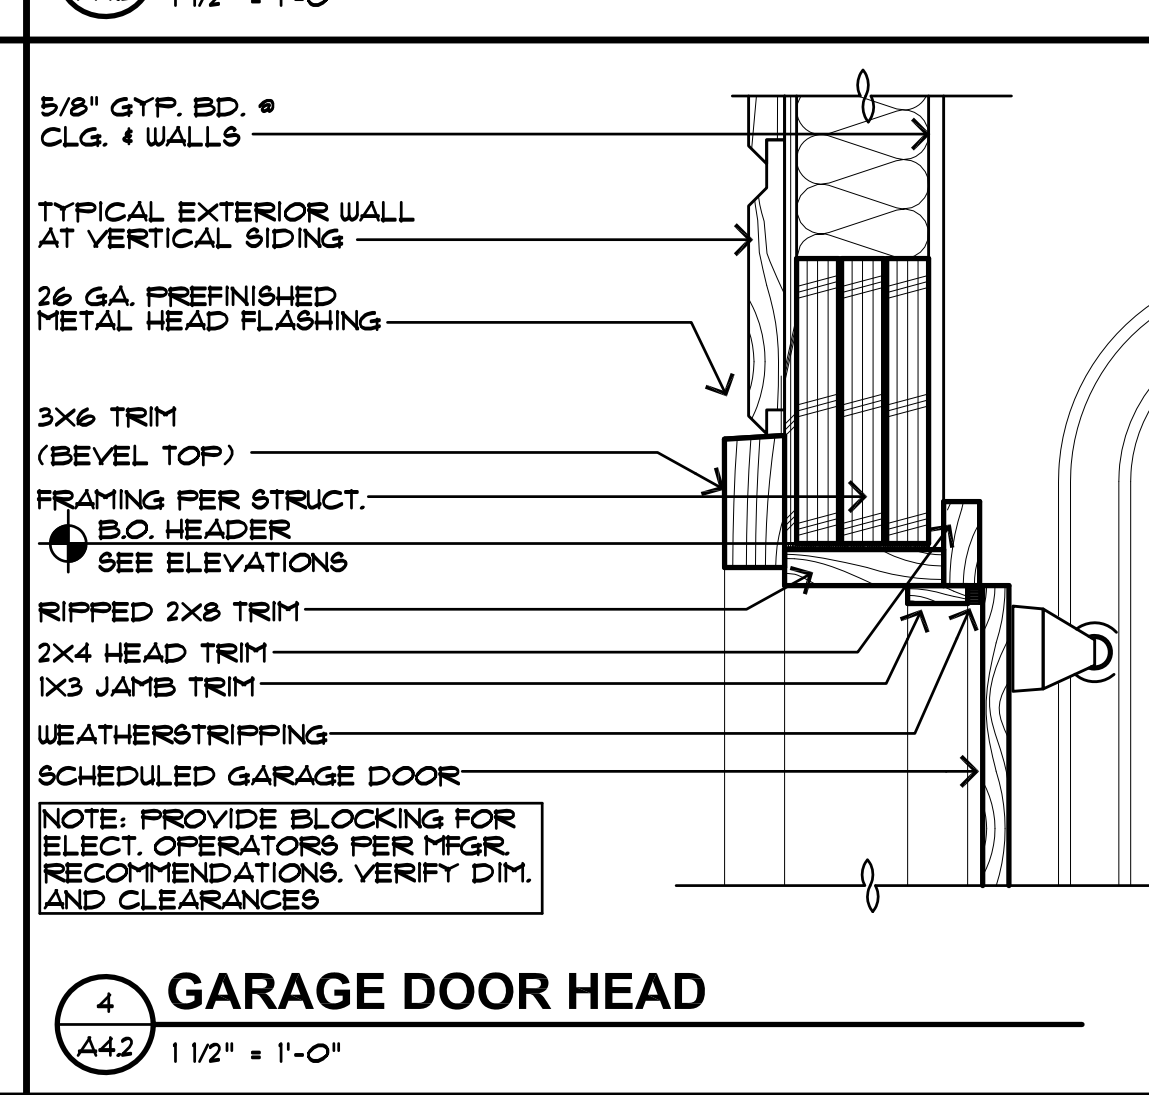 1 1/2" = 1'-0"
5/8" GYP. BD. @
CLG. & WALLS
TYPICAL EXTERIOR WALL
AT VERTICAL SIDING
26 GA. PREFINISHED
METAL HEAD FLASHING
3X6 TRIM
(BEVEL TOP)
FRAMING PER STRUCT.
B.O. HEADER
SEE ELEVATIONS
RIPPED 2X8 TRIM
2X4 HEAD TRIM
1X3 JAMB TRIM
WEATHERSTRIPPING
SCHEDULED GARAGE DOOR
NOTE: PROVIDE BLOCKING FOR
ELECT. OPERATORS PER MFGR.
RECOMMENDATIONS. VERIFY DIM.
AND CLEARANCES
4
A4.2
GARAGE DOOR HEAD
1 1/2" = 1'-0"